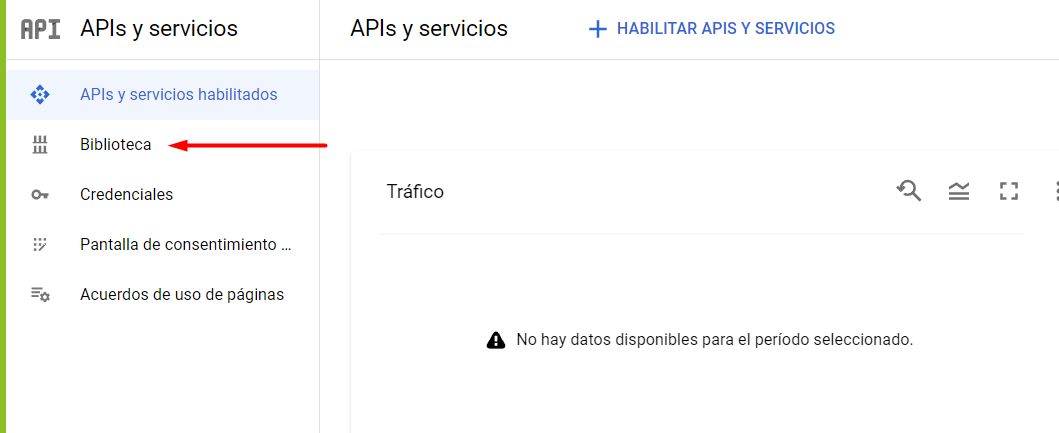 API APIs y servicios
APIs y servicios habilitados
Biblioteca
Credenciales
Pantalla de consentimiento ...
Acuerdos de uso de páginas
APIs y servicios
HABILITAR APIS Y SERVICIOS
Tráfico
No hay datos disponibles para el período seleccionado.